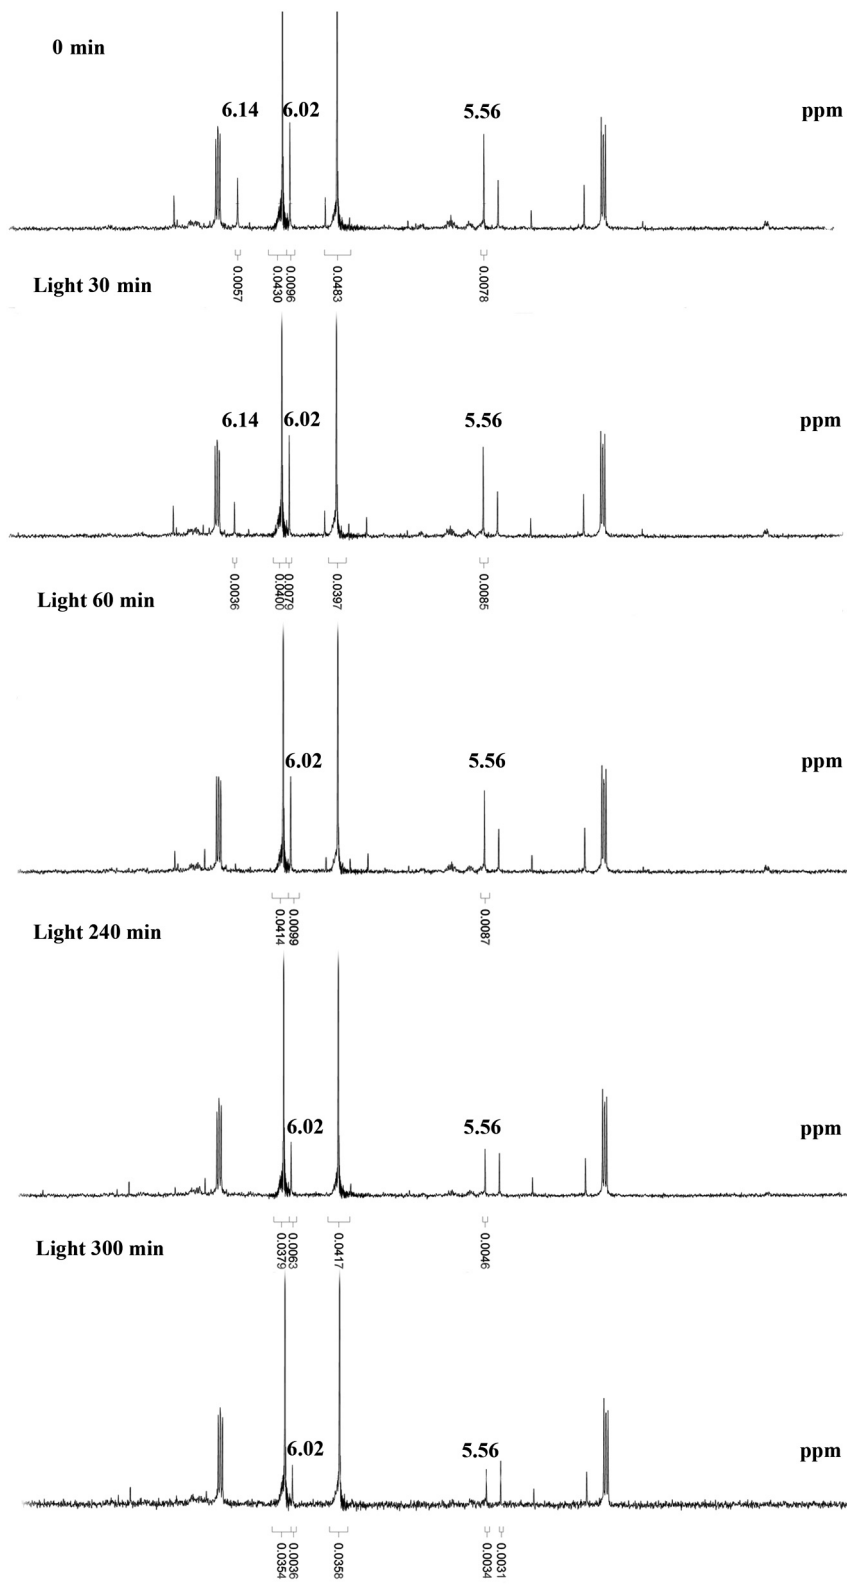 0 min
6.14 6.02 5.56 ppm
0.0057 0.0430 0.0096 0.0483 0.0078
Light 30 min
6.14 6.02 5.56 ppm
0.0036 0.0400 0.0079 0.0397 0.0085
Light 60 min
6.02 5.56 ppm
0.0414 0.0099 0.0087
Light 240 min
6.02 5.56 ppm
0.0379 0.0063 0.0417 0.0046
Light 300 min
6.02 5.56 ppm
0.0354 0.0036 0.0358 0.0034 0.0031